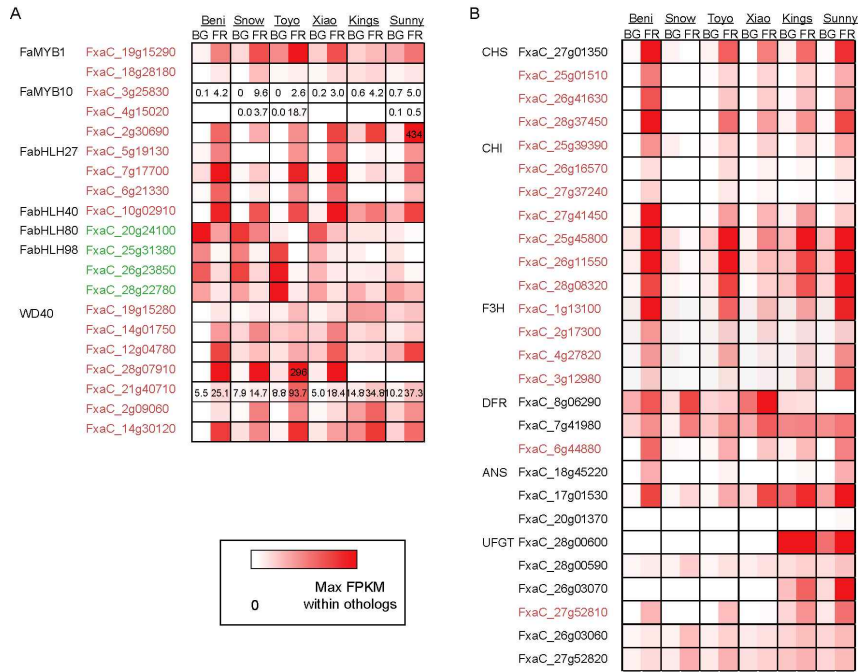 A
Beni Snow Toyo Xiao Kings Sunny
BG FR BG FR BG FR BG FR BG FR BG FR
FaMYB1 FxaC_19g15290
FxaC_18g28180
FaMYB10 FxaC_3g25830 0.1 4.2 0 9.6 0 2.6 0.2 3.0 0.6 4.2 0.7 5.0
FxaC_4g15020 0.0 3.7 0.0 18.7 0.1 0.5
FxaC_2g30690 434
FabHLH27 FxaC_5g19130
FxaC_7g17700
FxaC_6g21330
FabHLH40 FxaC_10g02910
FabHLH80 FxaC_20g24100
FabHLH98 FxaC_25g31380
FxaC_26g23850
FxaC_28g22780
WD40 FxaC_19g15280
FxaC_14g01750
FxaC_12g04780
FxaC_28g07910 296
FxaC_21g40710 5.5 25.1 7.9 14.7 8.8 93.7 5.0 18.4 14.8 34.8 10.2 37.3
FxaC_2g09060
FxaC_14g30120
0 Max FPKM
within othologs
B
Beni Snow Toyo Xiao Kings Sunny
BG FR BG FR BG FR BG FR BG FR BG FR
CHS FxaC_27g01350
FxaC_25g01510
FxaC_26g41630
FxaC_28g37450
CHI FxaC_25g39390
FxaC_26g16570
FxaC_27g37240
FxaC_27g41450
FxaC_25g45800
FxaC_26g11550
FxaC_28g08320
F3H FxaC_1g13100
FxaC_2g17300
FxaC_4g27820
FxaC_3g12980
DFR FxaC_8g06290
FxaC_7g41980
FxaC_6g44880
ANS FxaC_18g45220
FxaC_17g01530
FxaC_20g01370
UFGT FxaC_28g00600
FxaC_28g00590
FxaC_26g03070
FxaC_27g52810
FxaC_26g03060
FxaC_27g52820